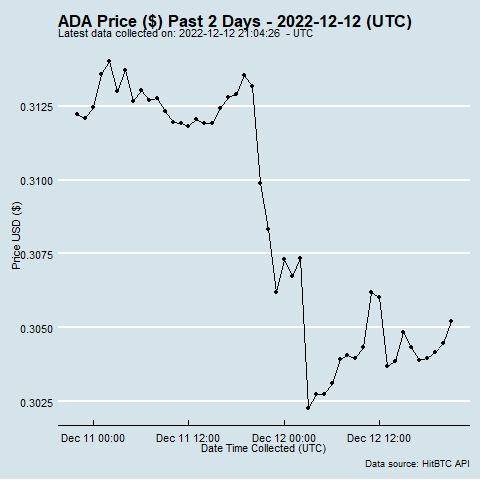 ADA Price ($) Past 2 Days - 2022-12-12 (UTC)
Latest data collected on: 2022-12-12 21:04:26  - UTC
Price USD ($)
0.3125
0.3100
0.3075
0.3050
0.3025
Dec 11 00:00
Dec 11 12:00
Dec 12 00:00
Dec 12 12:00
Date Time Collected (UTC)
Data source: HitBTC API